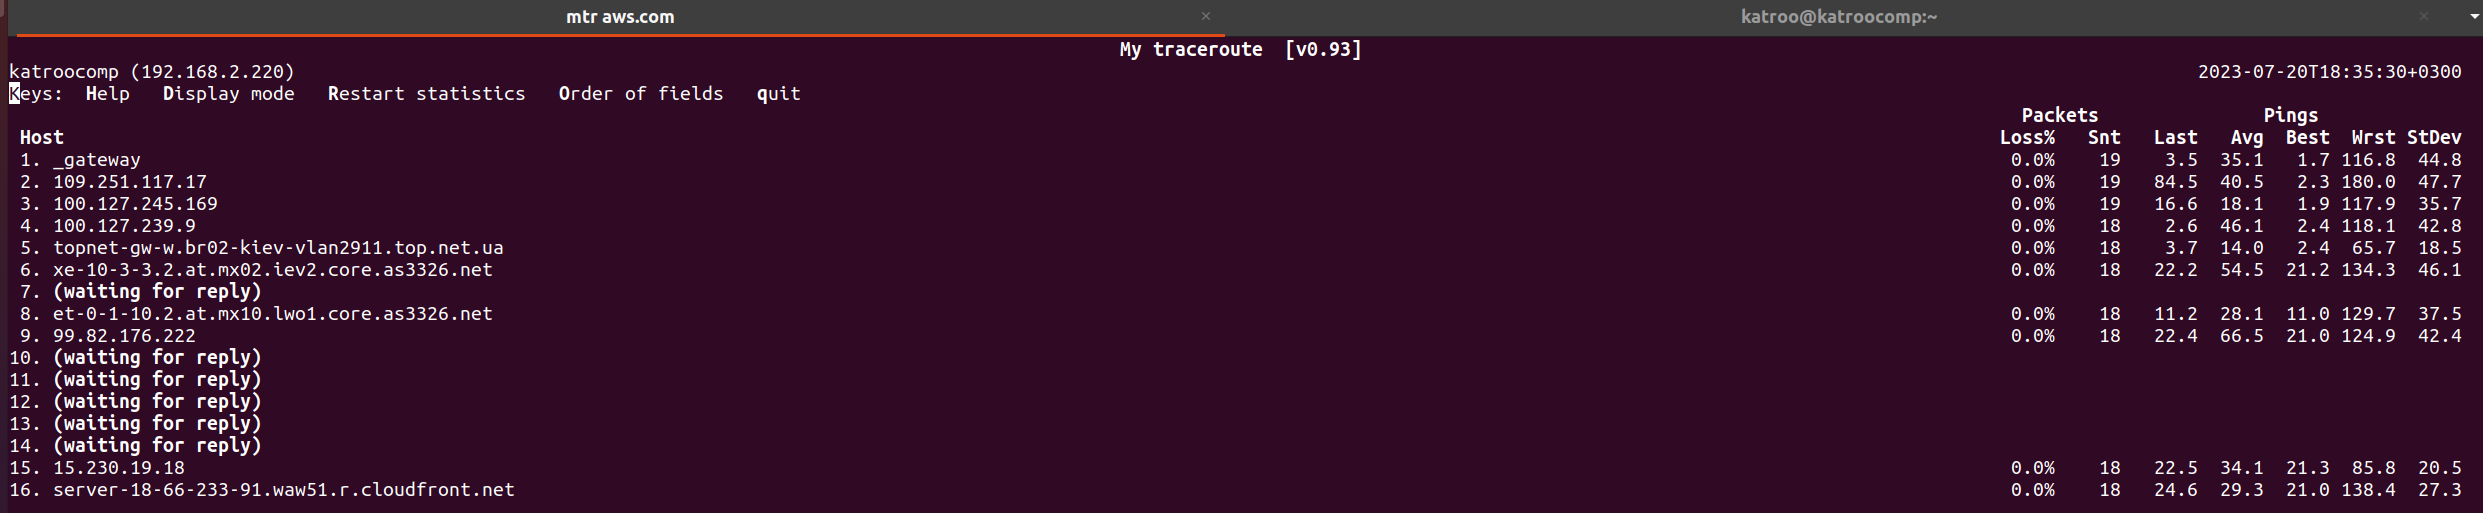 mtr aws.com × katroo@katroocomp:~ ×
My traceroute [v0.93]
katroocomp (192.168.2.220) 2023-07-20T18:35:30+0300
Keys: Help Display mode Restart statistics Order of fields quit
Packets Pings
Host Loss% Snt Last Avg Best Wrst StDev
1. _gateway 0.0% 19 3.5 35.1 1.7 116.8 44.8
2. 109.251.117.17 0.0% 19 84.5 40.5 2.3 180.0 47.7
3. 100.127.245.169 0.0% 19 16.6 18.1 1.9 117.9 35.7
4. 100.127.239.9 0.0% 18 2.6 46.1 2.4 118.1 42.8
5. topnet-gw-w.br02-kiev-vlan2911.top.net.ua 0.0% 18 3.7 14.0 2.4 65.7 18.5
6. xe-10-3-3.2.at.mx02.iev2.core.as3326.net 0.0% 18 22.2 54.5 21.2 134.3 46.1
7. (waiting for reply)
8. et-0-1-10.2.at.mx10.lwo1.core.as3326.net 0.0% 18 11.2 28.1 11.0 129.7 37.5
9. 99.82.176.222 0.0% 18 22.4 66.5 21.0 124.9 42.4
10. (waiting for reply)
11. (waiting for reply)
12. (waiting for reply)
13. (waiting for reply)
14. (waiting for reply)
15. 15.230.19.18 0.0% 18 22.5 34.1 21.3 85.8 20.5
16. server-18-66-233-91.waw51.r.cloudfront.net 0.0% 18 24.6 29.3 21.0 138.4 27.3